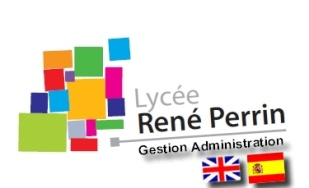 Lycée
René Perrin
Gestion Administration